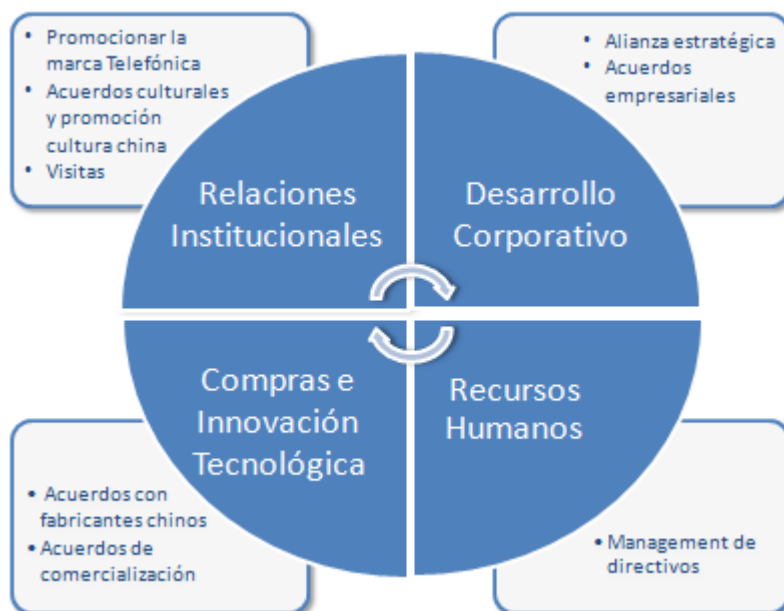 • Promocionar la
marca Telefónica
• Acuerdos culturales
y promoción
cultura china
• Visitas
• Alianza estratégica
• Acuerdos
empresariales
Relaciones
Institucionales
Desarrollo
Corporativo
Compras e
Innovación
Tecnológica
Recursos
Humanos
• Acuerdos con
fabricantes chinos
• Acuerdos de
comercialización
• Management de
directivos